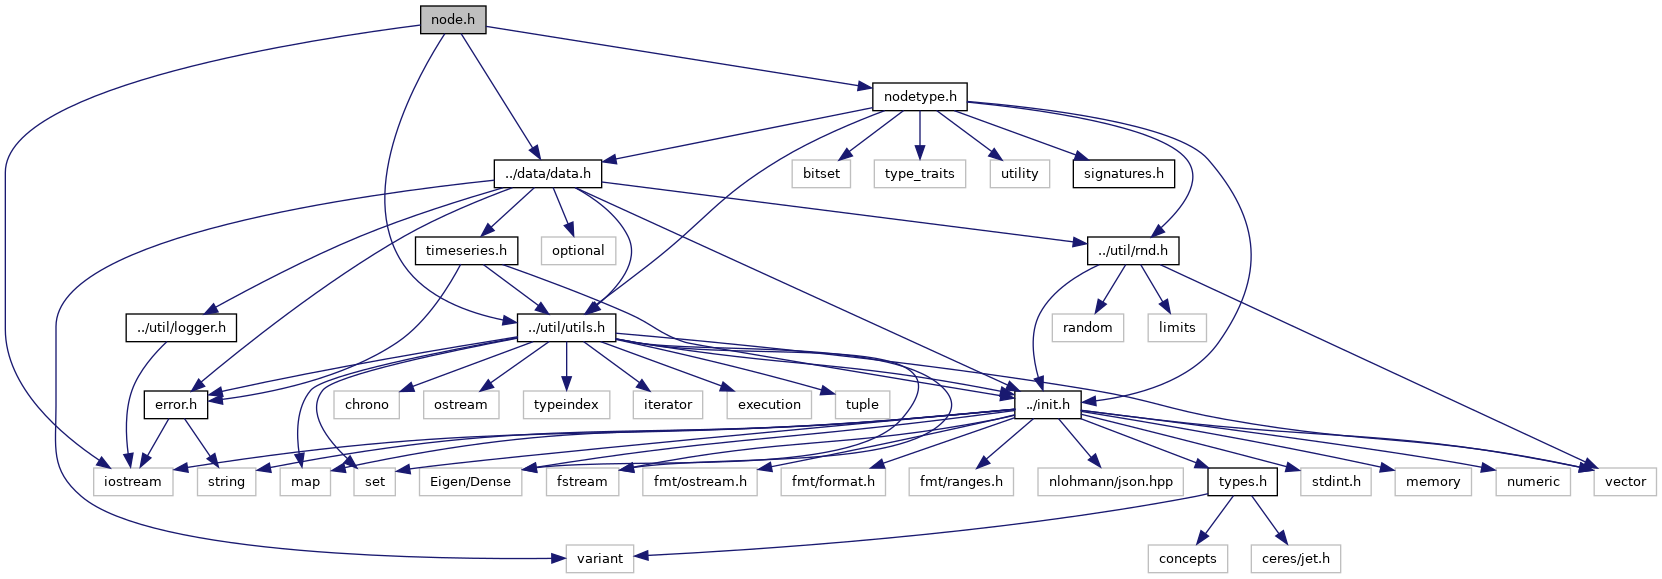 node.h
nodetype.h
../data/data.h
bitset
type_traits
utility
signatures.h
timeseries.h
optional
../util/rnd.h
../util/logger.h
../util/utils.h
random
limits
error.h
chrono
ostream
typeindex
iterator
execution
tuple
../init.h
iostream
string
map
set
Eigen/Dense
fstream
fmt/ostream.h
fmt/format.h
fmt/ranges.h
nlohmann/json.hpp
types.h
stdint.h
memory
numeric
vector
variant
concepts
ceres/jet.h